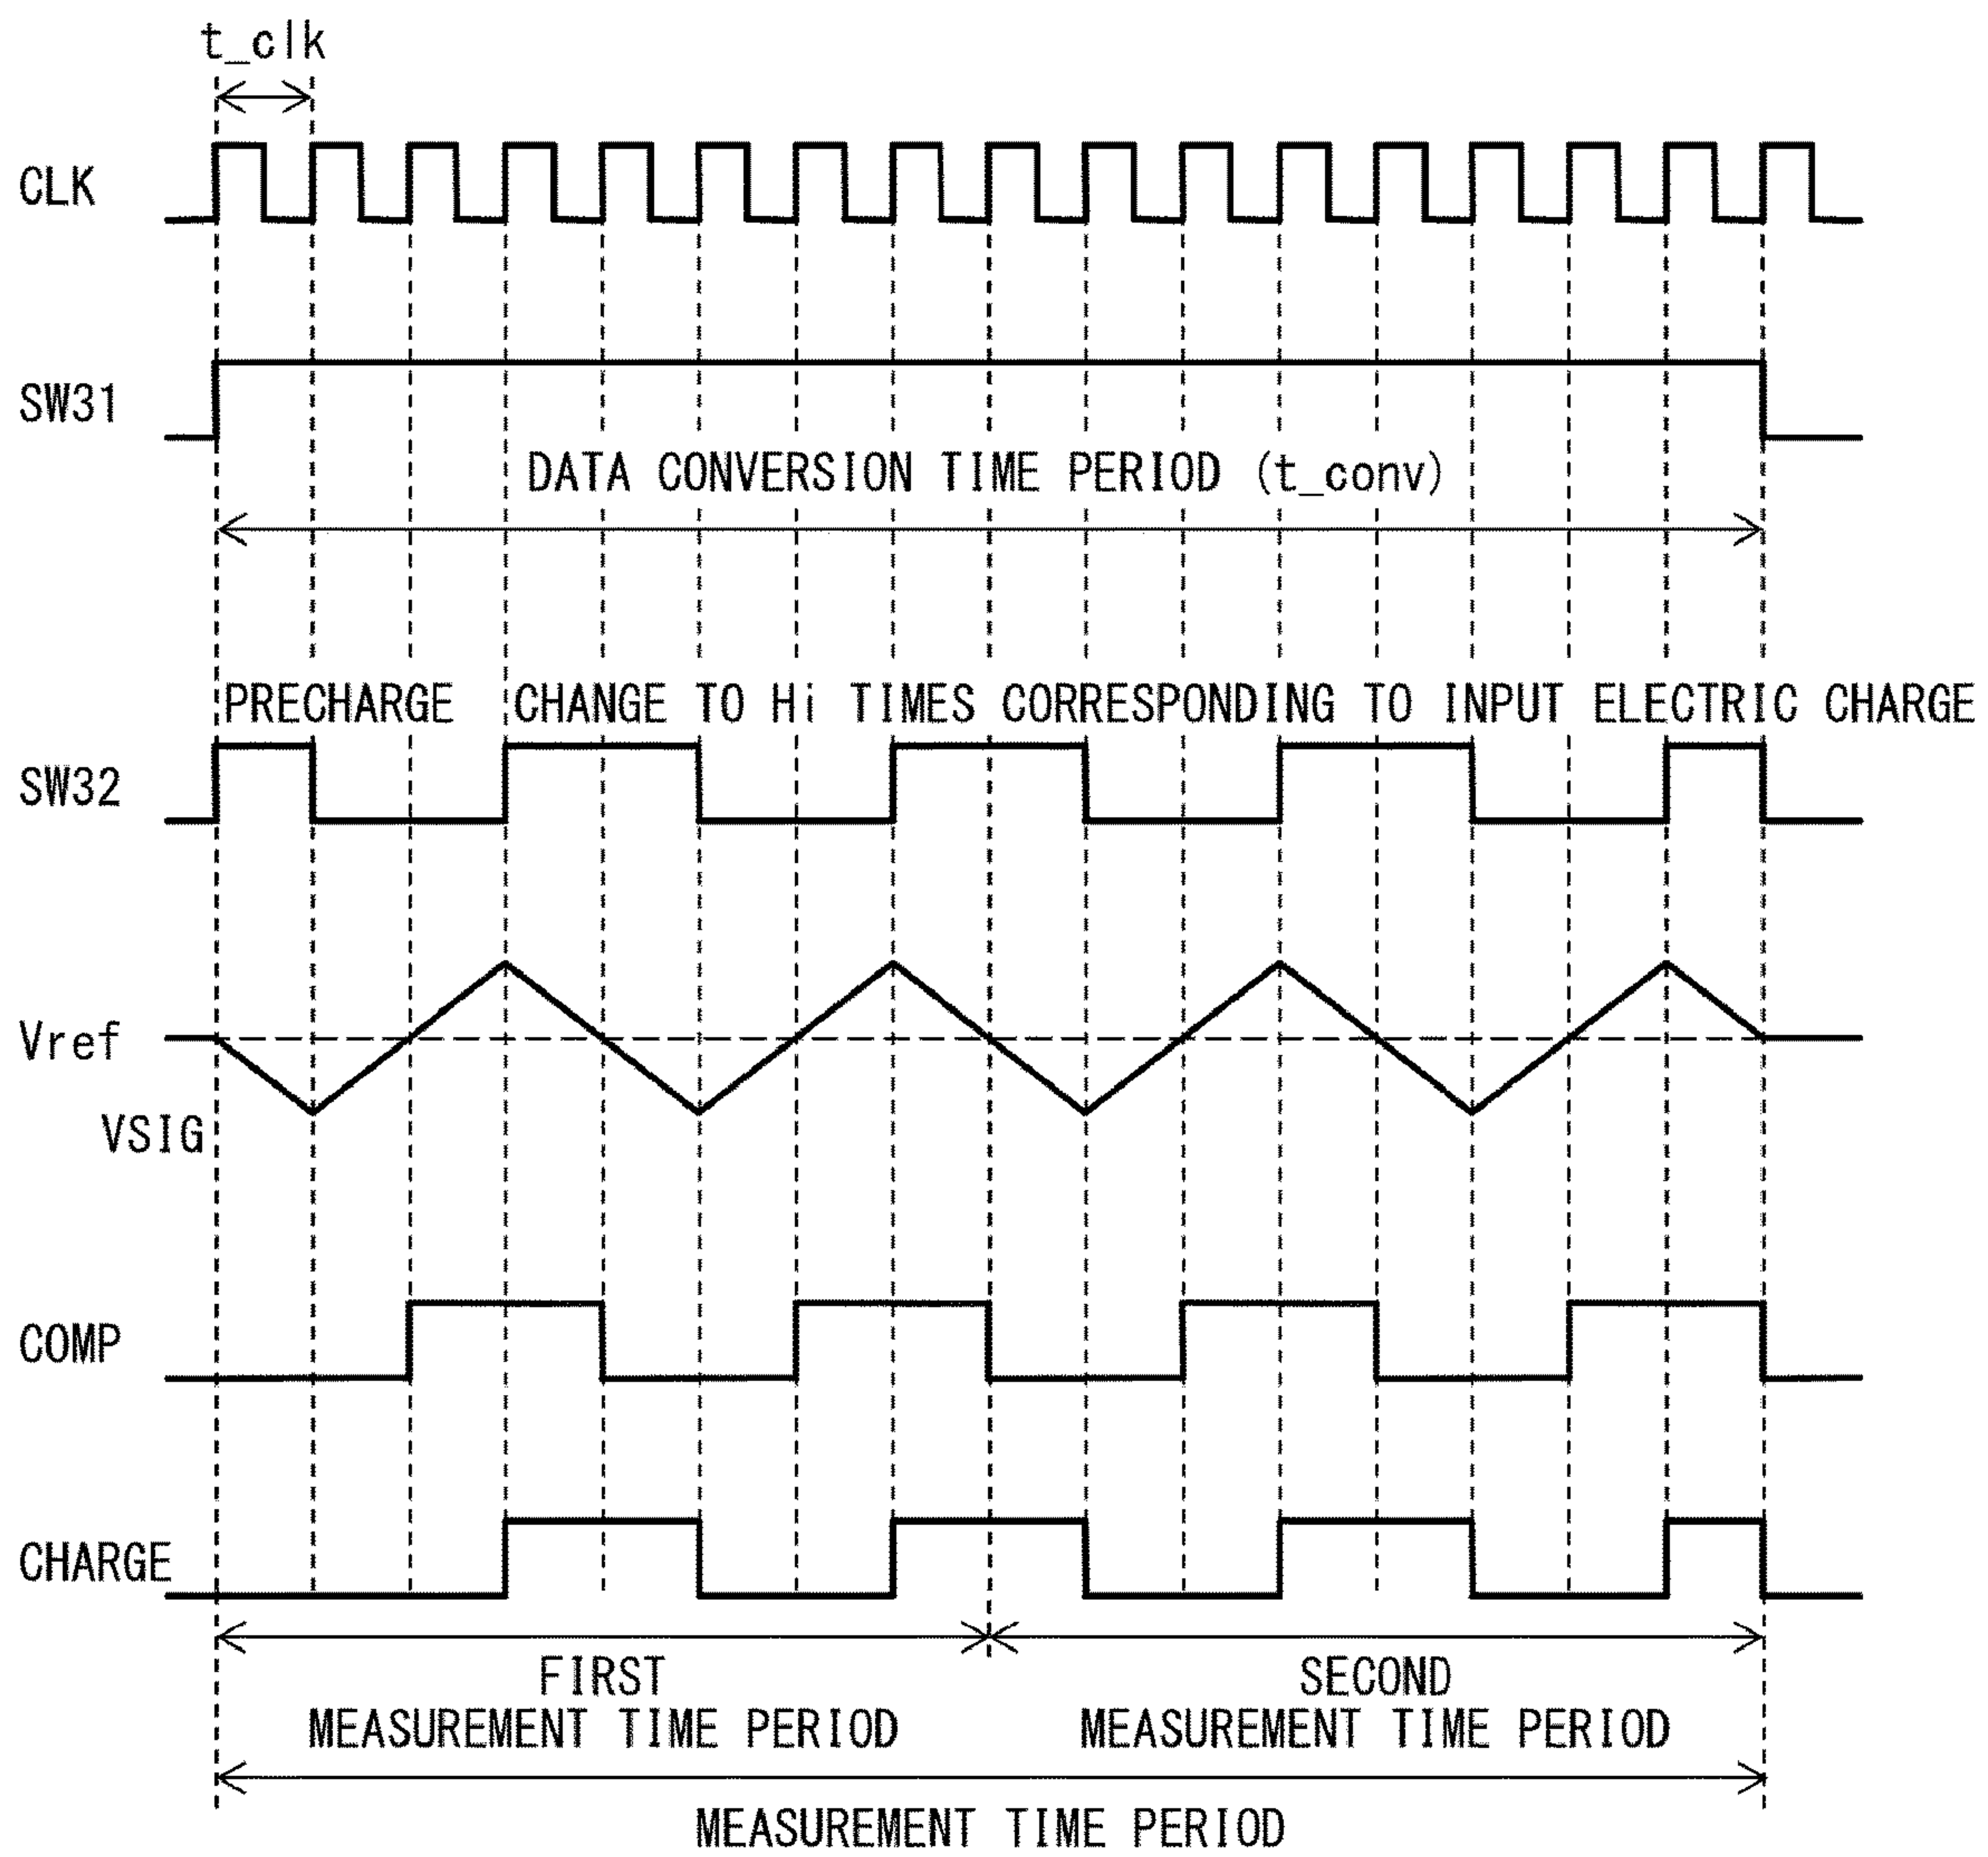 t_clk
CLK
SW31
DATA CONVERSION TIME PERIOD (t_conv)
PRECHARGE CHANGE TO Hi TIMES CORRESPONDING TO INPUT ELECTRIC CHARGE
SW32
Vref
VSIG
COMP
CHARGE
FIRST
MEASUREMENT TIME PERIOD
SECOND
MEASUREMENT TIME PERIOD
MEASUREMENT TIME PERIOD